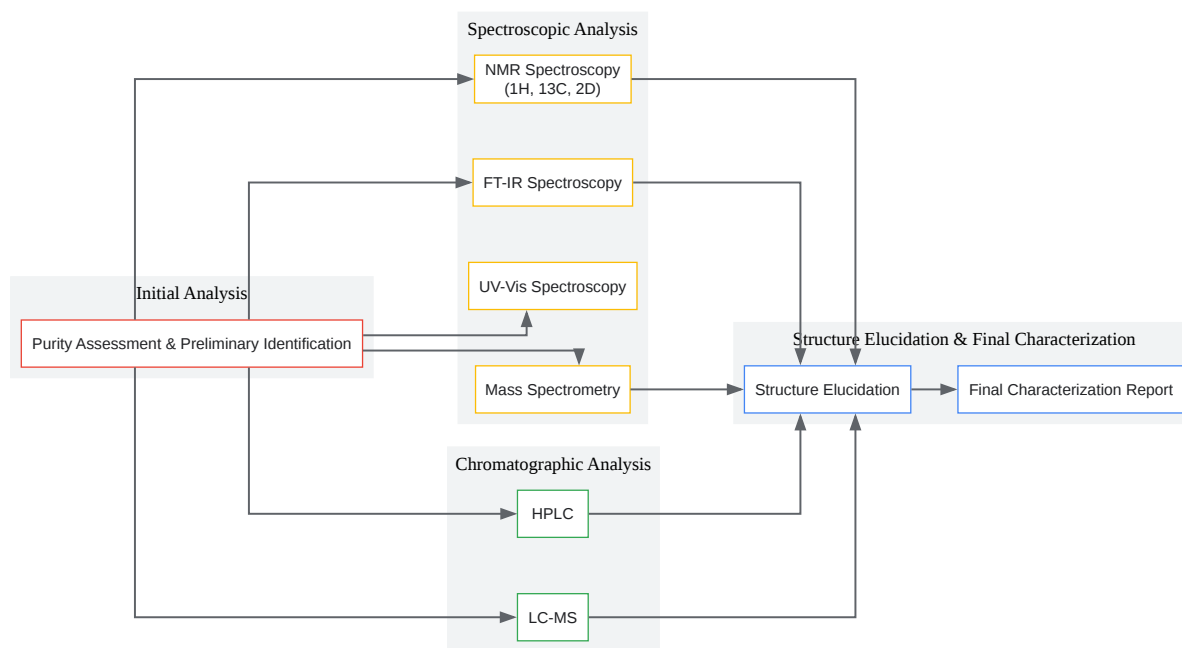 Spectroscopic Analysis
NMR Spectroscopy
(1H, 13C, 2D)
FT-IR Spectroscopy
UV-Vis Spectroscopy
Mass Spectrometry
Initial Analysis
Purity Assessment & Preliminary Identification
Structure Elucidation & Final Characterization
Structure Elucidation
Final Characterization Report
Chromatographic Analysis
HPLC
LC-MS